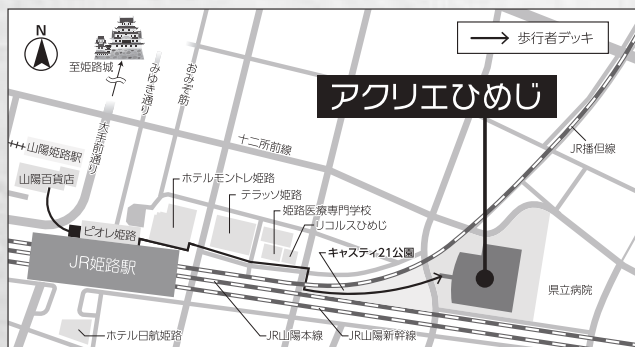 N
至姫路城
みゆき通り
おみぞ筋
大手前通り
歩行者デッキ
アクリエひめじ
十二所前線
JR播但線
山陽姫路駅
山陽百貨店
ホテルモントレ姫路
テラッソ姫路
姫路医療専門学校
リコルスひめじ
ピオレ姫路
キャスティ21公園
JR姫路駅
県立病院
ホテル日航姫路
JR山陽本線
JR山陽新幹線